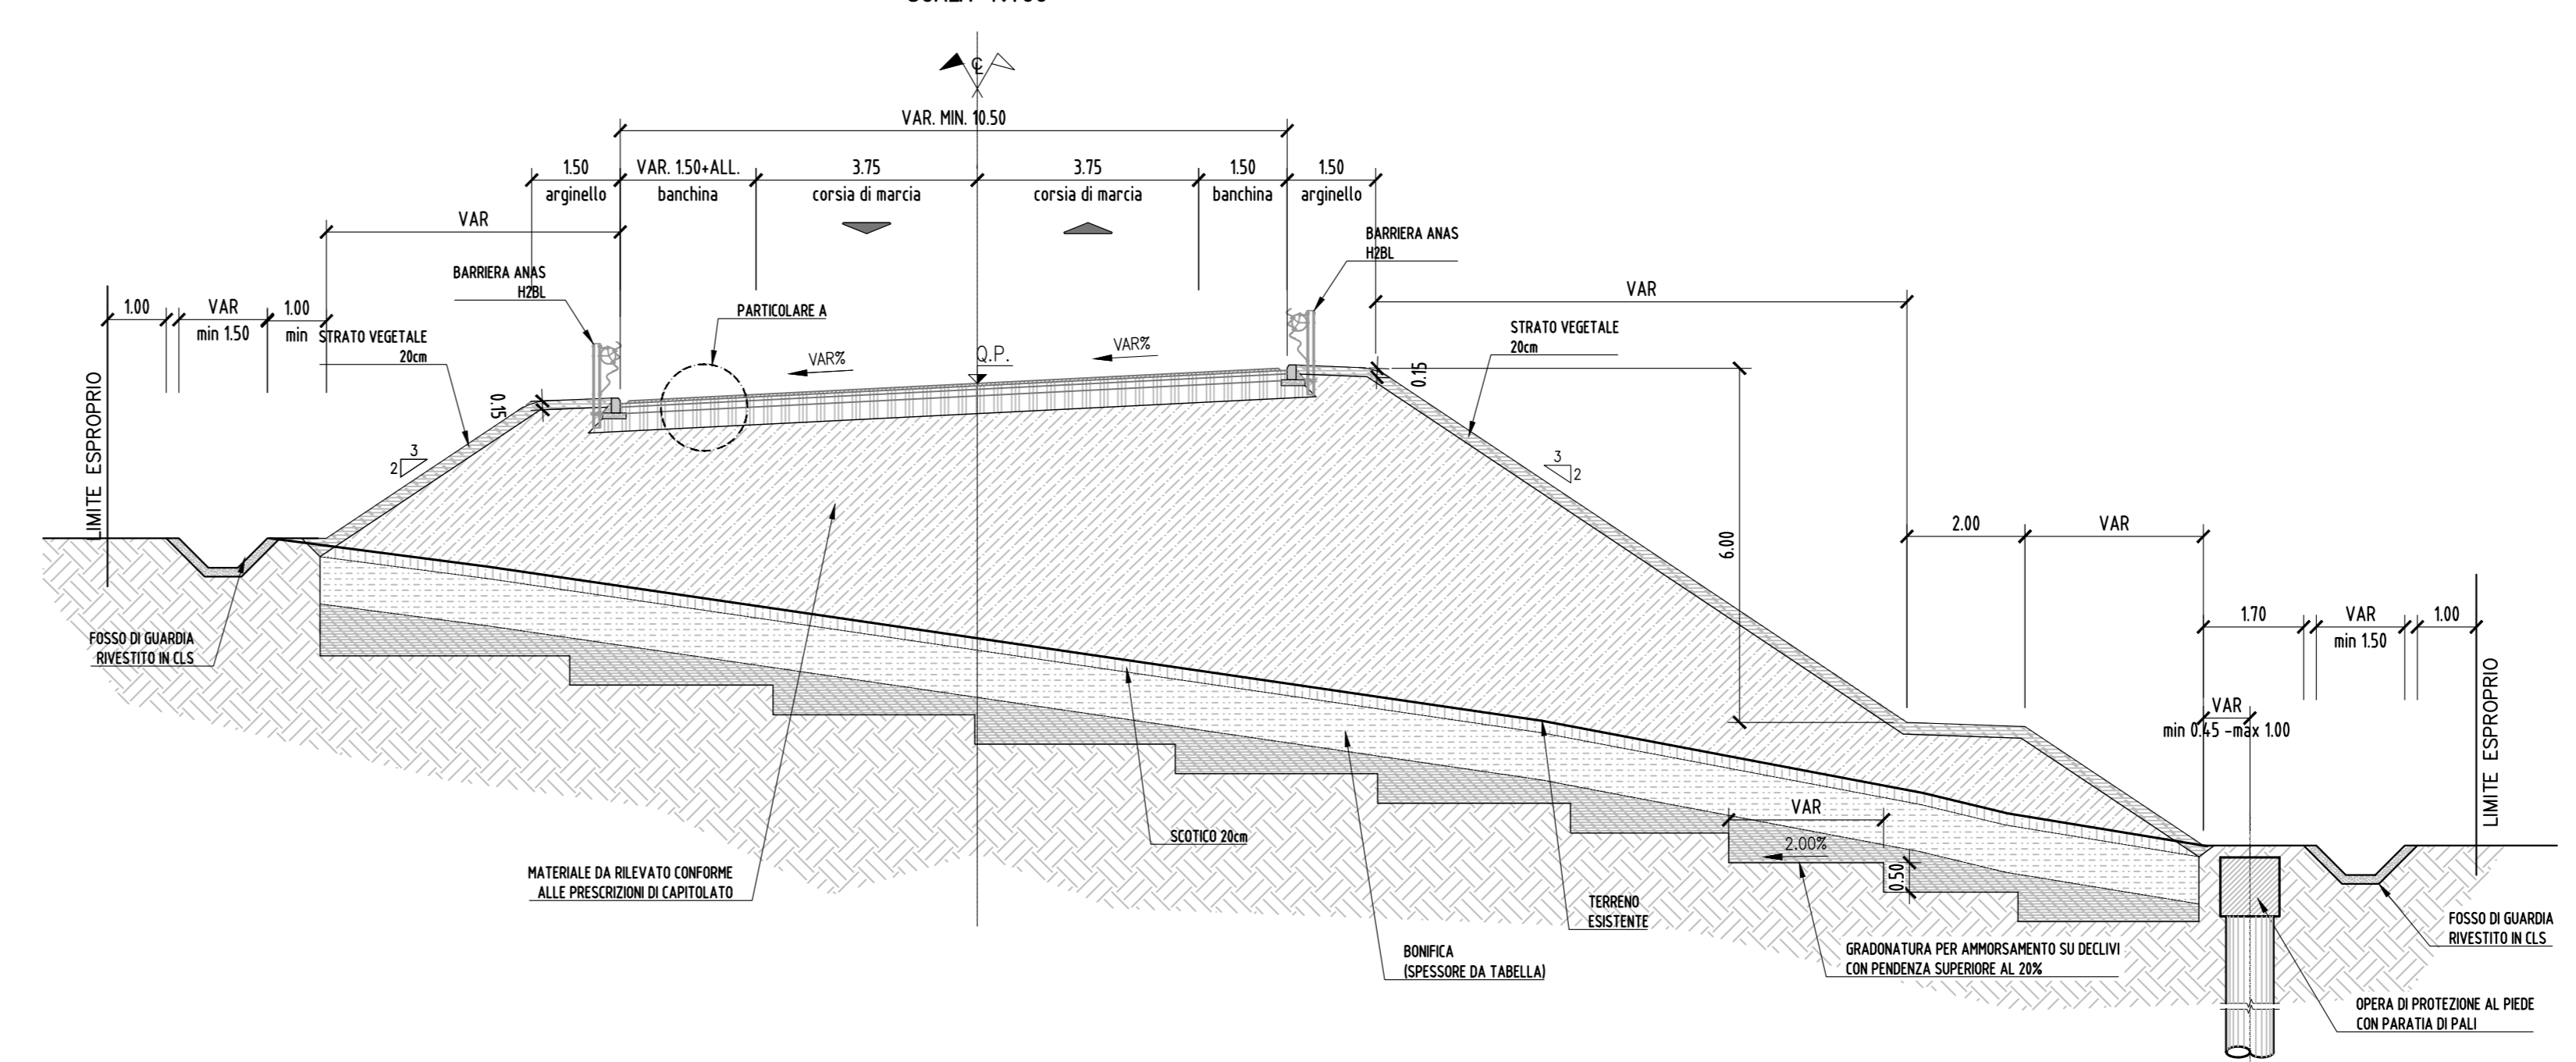 VAR. MIN. 10.50
1.50
VAR. 1.50+ALL.
3.75
3.75
1.50
1.50
arginello
banchina
corsia di marcia
corsia di marcia
banchina
arginello
VAR
BARRIERA ANAS
H2BL
BARRIERA ANAS
H2BL
VAR
1.00
VAR
min 1.50
1.00
min
PARTICOLARE A
STRATO VEGETALE
20cm
STRATO VEGETALE
20cm
VAR%
Q.P.
VAR%
0.15
0.15
LIMITE ESPROPRIO
3
2
3
2
6.00
2.00
VAR
1.70
VAR
min 1.50
1.00
FOSSO DI GUARDIA
RIVESTITO IN CLS
VAR
min 0.45 -max 1.00
LIMITE ESPROPRIO
VAR
2.00%
0.50
SCOTICO 20cm
MATERIALE DA RILEVATO CONFORME
ALLE PRESCRIZIONI DI CAPITOLATO
TERRENO
ESISTENTE
BONIFICA
(SPESSORE DA TABELLA)
GRADONATURA PER AMMORSAMENTO SU DECLIVI
CON PENDENZA SUPERIORE AL 20%
FOSSO DI GUARDIA
RIVESTITO IN CLS
OPERA DI PROTEZIONE AL PIEDE
CON PARATIA DI PALI